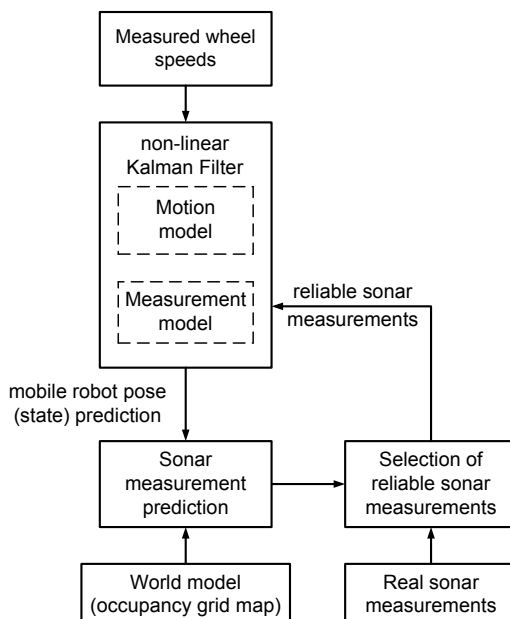 Measured wheel
speeds
non-linear
Kalman Filter
Motion
model
Measurement
model
reliable sonar
measurements
mobile robot pose
(state) prediction
Sonar
measurement
prediction
Selection of
reliable sonar
measurements
World model
(occupancy grid map)
Real sonar
measurements